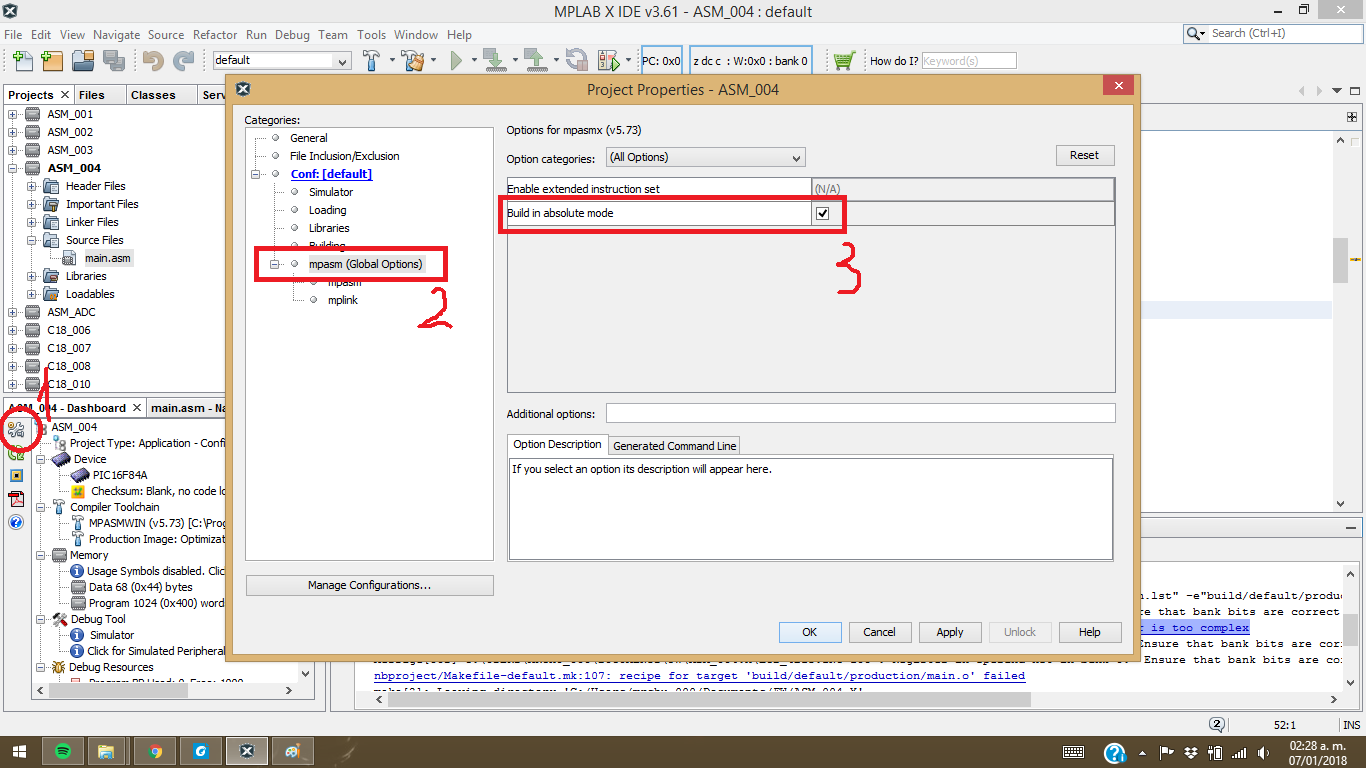 MPLAB X IDE v3.61 - ASM_004 : default
File Edit View Navigate Source Refactor Run Debug Team Tools Window Help
Search (Ctrl+I)
default
PC: 0x0
z dc c : W:0x0 : bank 0
How do I?
Keyword(s)
Projects
Files
Classes
Serv
ASM_001
ASM_002
ASM_003
ASM_004
Header Files
Important Files
Linker Files
Source Files
main.asm
Libraries
Loadables
ASM_ADC
C18_006
C18_007
C18_008
C18_010
1
ASM_004 - Dashboard
main.asm - Na
ASM_004
Project Type: Application - Confi
Device
PIC16F84A
Checksum: Blank, no code lo
Compiler Toolchain
MPASMWIN (v5.73) [C:\Prog
Production Image: Optimizat
Memory
Usage Symbols disabled. Clic
Data 68 (0x44) bytes
Program 1024 (0x400) word
Debug Tool
Simulator
Click for Simulated Peripheral
Debug Resources
Project Properties - ASM_004
Categories:
General
File Inclusion/Exclusion
Conf: [default]
Simulator
Loading
Libraries
Building
mpasm (Global Options)
mpasm
mplink
2
Manage Configurations...
Options for mpasmx (v5.73)
Option categories:
(All Options)
Reset
Enable extended instruction set
(N/A)
Build in absolute mode
3
Additional options:
Option Description
Generated Command Line
If you select an option its description will appear here.
OK
Cancel
Apply
Unlock
Help
n.lst" -e"build/default/produc
re that bank bits are correct
r is too complex
Ensure that bank bits are cor
Ensure that bank bits are co
nbproject/Makefile-default.mk:107: recipe for target 'build/default/production/main.o' failed
2
52:1
INS
02:28 a. m.
07/01/2018